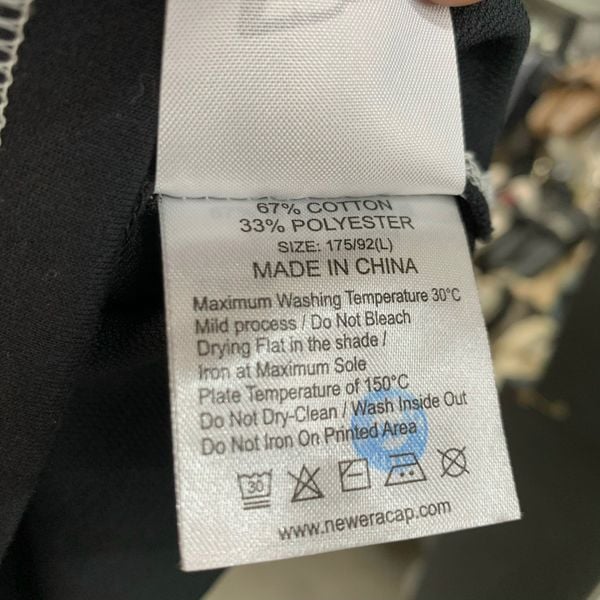 67% COTTON
33% POLYESTER
SIZE: 175/92(L)
MADE IN CHINA
Maximum Washing Temperature 30°C
Mild process / Do Not Bleach
Drying Flat in the shade /
Iron at Maximum Sole
Plate Temperature of 150°C
Do Not Dry-Clean / Wash Inside Out
Do Not Iron On Printed Area
30
www.neweracap.com